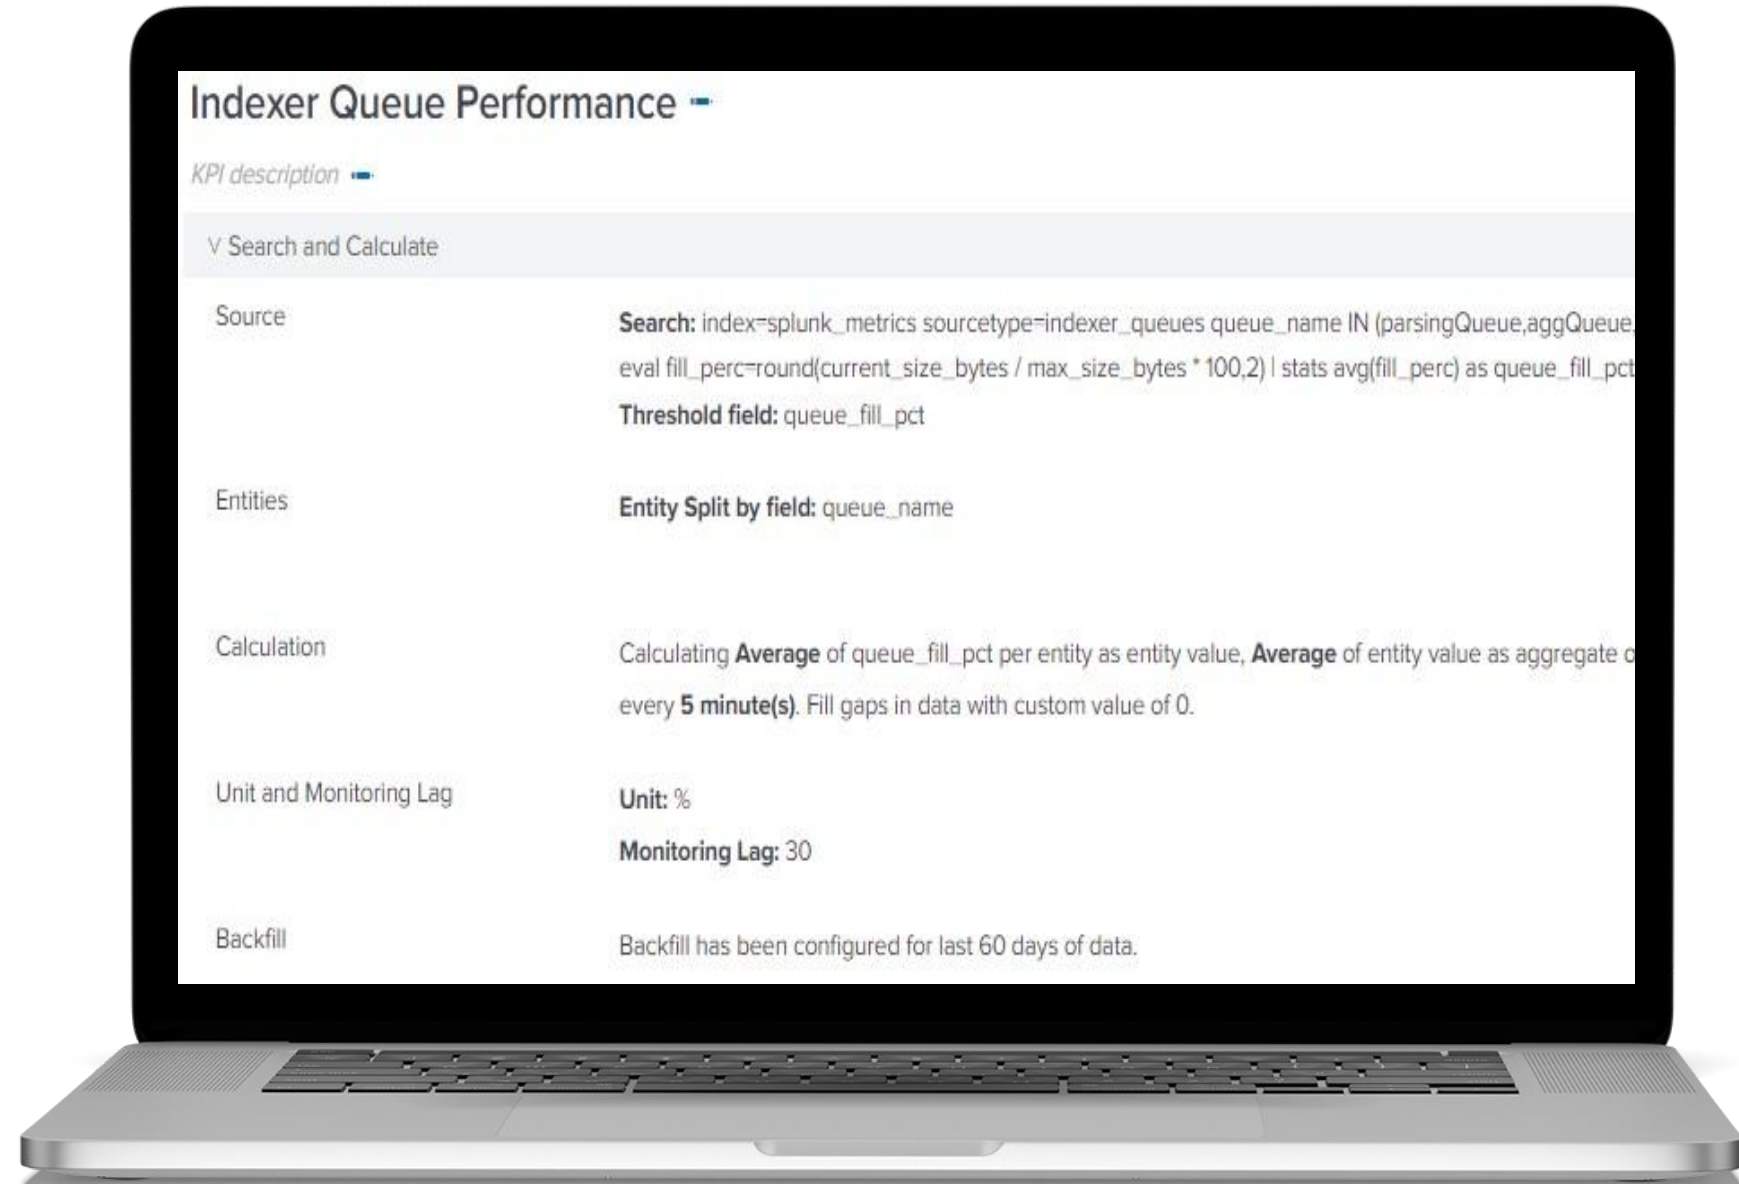 Indexer Queue Performance
KPI description
V Search and Calculate
Source
Search: index=splunk_metrics sourcetype=indexer_queues queue_name IN (parsingQueue,aggQueue,
eval fill_perc=round(current_size_bytes / max_size_bytes * 100,2) | stats avg(fill_perc) as queue_fill_pct
Threshold field: queue_fill_pct
Entities
Entity Split by field: queue_name
Calculation
Calculating Average of queue_fill_pct per entity as entity value, Average of entity value as aggregate
every 5 minute(s). Fill gaps in data with custom value of 0.
Unit and Monitoring Lag
Unit: %
Monitoring Lag: 30
Backfill
Backfill has been configured for last 60 days of data.